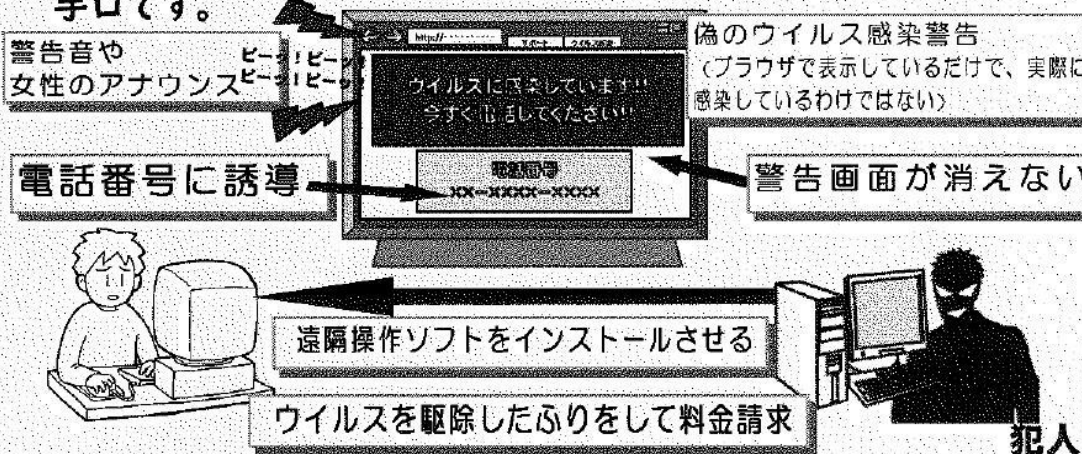 手口です。
警告音や
女性のアナウンス
ピーッ!ピーッ!
ピーッ!ピーッ!
http://
ウイルスに感染しています!!
今すぐ電話してください!!
電話番号
xx-xxxx-xxxx
偽のウイルス感染警告
(ブラウザで表示しているだけで、実際に
感染しているわけではない)
電話番号に誘導
警告画面が消えない
遠隔操作ソフトをインストールさせる
ウイルスを駆除したふりをして料金請求
犯人